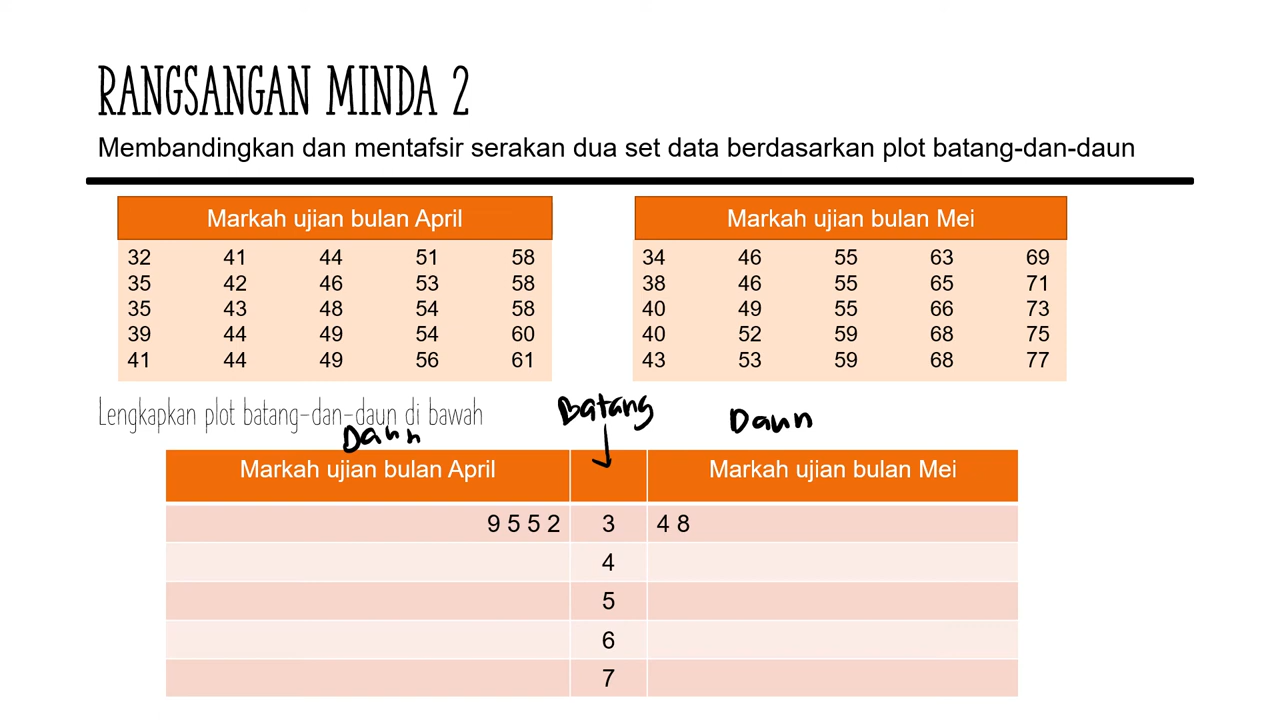 RANGSANGAN MINDA 2
Membandingkan dan mentafsir serakan dua set data berdasarkan plot batang-dan-daun
Markah ujian bulan April
32 41 44 51 58
35 42 46 53 58
35 43 48 54 58
39 44 49 54 60
41 44 49 56 61
Markah ujian bulan Mei
34 46 55 63 69
38 46 55 65 71
40 49 55 66 73
40 52 59 68 75
43 53 59 68 77
Lengkapkan plot batang-dan-daun di bawah
Daun
Batang
Daun
Markah ujian bulan April Markah ujian bulan Mei
9 5 5 2 3 4 8
4
5
6
7